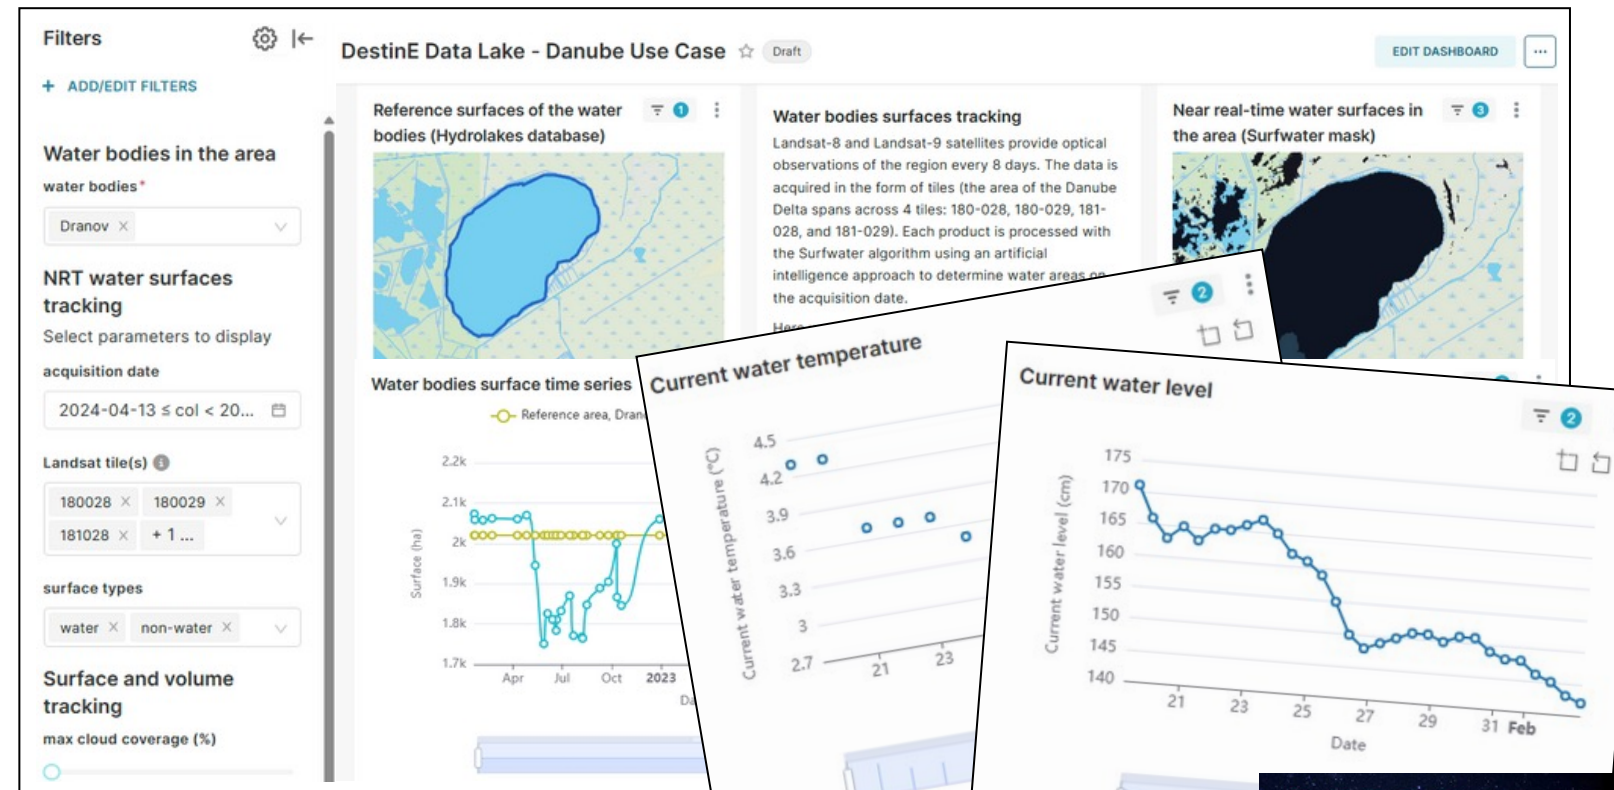 Filters
+ ADD/EDIT FILTERS
Water bodies in the area
water bodies*
Dranov ×
NRT water surfaces
tracking
Select parameters to display
acquisition date
2024-04-13 ≤ col < 20...
Landsat tile(s)
180028 × 180029 ×
181028 × + 1 ...
surface types
water × non-water ×
Surface and volume
tracking
max cloud coverage (%)
DestinE Data Lake - Danube Use Case Draft
EDIT DASHBOARD ...
Reference surfaces of the water
bodies (Hydrolakes database)
1
Water bodies surfaces tracking
Landsat-8 and Landsat-9 satellites provide optical
observations of the region every 8 days. The data is
acquired in the form of tiles (the area of the Danube
Delta spans across 4 tiles: 180-028, 180-029, 181-
028, and 181-029). Each product is processed with
the Surfwater algorithm using an artificial
intelligence approach to determine water areas on
the acquisition date.
Near real-time water surfaces in
the area (Surfwater mask)
3
Water bodies surface time series
Reference area, Dran
Surface (ha)
2.2k
2.1k
2k
1.9k
1.8k
1.7k
Apr Jul Oct 2023
Current water temperature
2
Current water temperature (°C)
4.5
4.2
3.9
3.6
3.3
3
2.7
21 23
Current water level
2
Current water level (cm)
175
170
165
160
155
150
145
140
21 23 25 27 29 31 Feb
Date